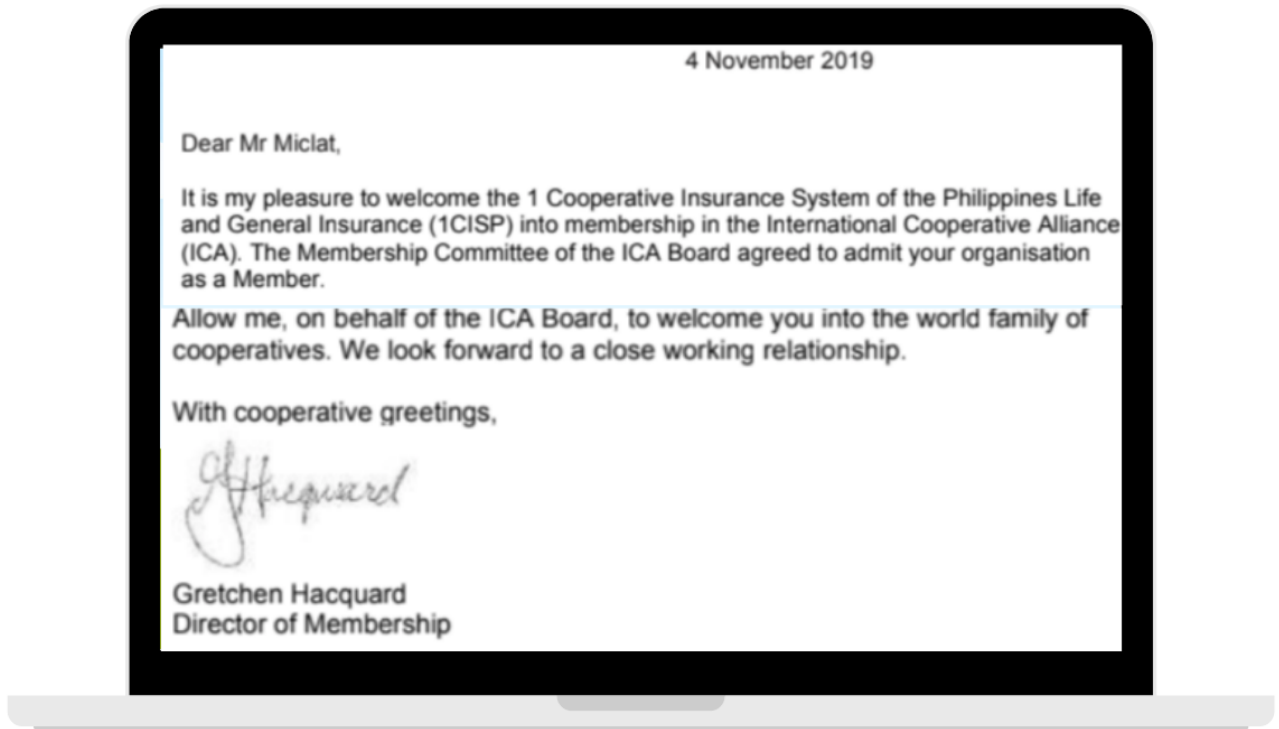 4 November 2019
Dear Mr Miclat,
It is my pleasure to welcome the 1 Cooperative Insurance System of the Philippines Life
and General Insurance (1CISP) into membership in the International Cooperative Alliance
(ICA). The Membership Committee of the ICA Board agreed to admit your organisation
as a Member.
Allow me, on behalf of the ICA Board, to welcome you into the world family of
cooperatives. We look forward to a close working relationship.
With cooperative greetings,
GHacquard
Gretchen Hacquard
Director of Membership